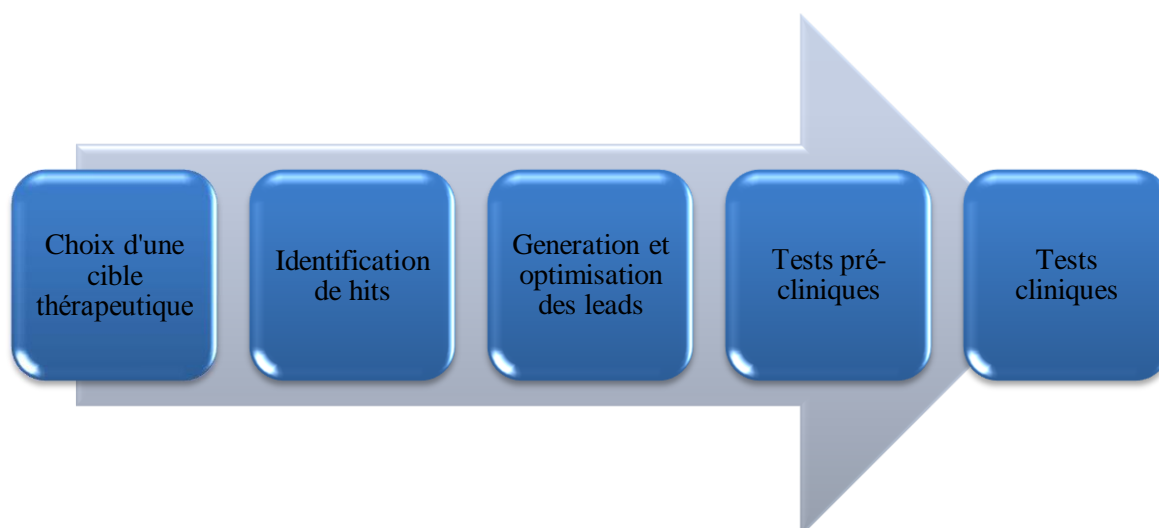 Choix d'une
cible
thérapeutique
Identification
de hits
Generation et
optimisation
des leads
Tests pré-
cliniques
Tests
cliniques